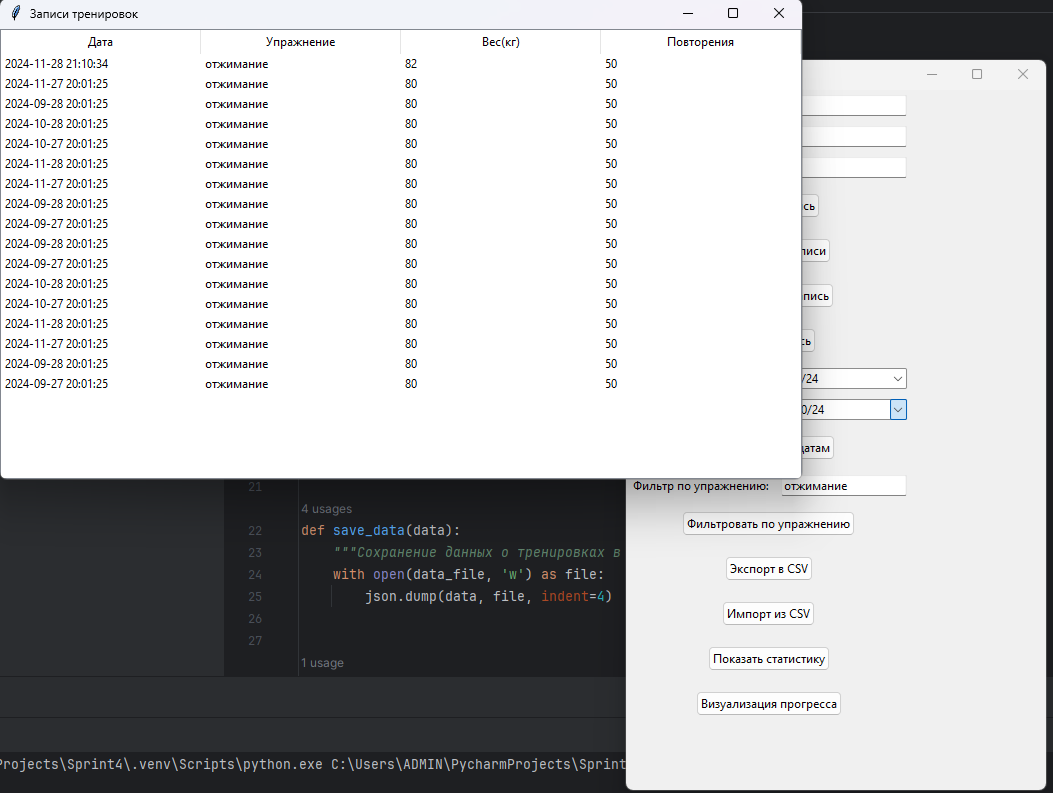 Записи тренировок
Дата Упражнение Вес(кг) Повторения
2024-11-28 21:10:34 отжимание 82 50
2024-11-27 20:01:25 отжимание 80 50
2024-09-28 20:01:25 отжимание 80 50
2024-10-28 20:01:25 отжимание 80 50
2024-10-27 20:01:25 отжимание 80 50
2024-11-28 20:01:25 отжимание 80 50
2024-11-27 20:01:25 отжимание 80 50
2024-09-28 20:01:25 отжимание 80 50
2024-09-27 20:01:25 отжимание 80 50
2024-09-28 20:01:25 отжимание 80 50
2024-09-27 20:01:25 отжимание 80 50
2024-10-28 20:01:25 отжимание 80 50
2024-10-27 20:01:25 отжимание 80 50
2024-11-28 20:01:25 отжимание 80 50
2024-11-27 20:01:25 отжимание 80 50
2024-09-28 20:01:25 отжимание 80 50
2024-09-27 20:01:25 отжимание 80 50
сь
писи
пись
ь
/24
0/24
датам
Фильтр по упражнению: отжимание
Фильтровать по упражнению
Экспорт в CSV
Импорт из CSV
Показать статистику
Визуализация прогресса
21
4 usages
22 def save_data(data):
23 """Сохранение данных о тренировках в
24 with open(data_file, 'w') as file:
25 json.dump(data, file, indent=4)
26
27
1 usage
Projects\Sprint4\.venv\Scripts\python.exe C:\Users\ADMIN\PycharmProjects\Sprint